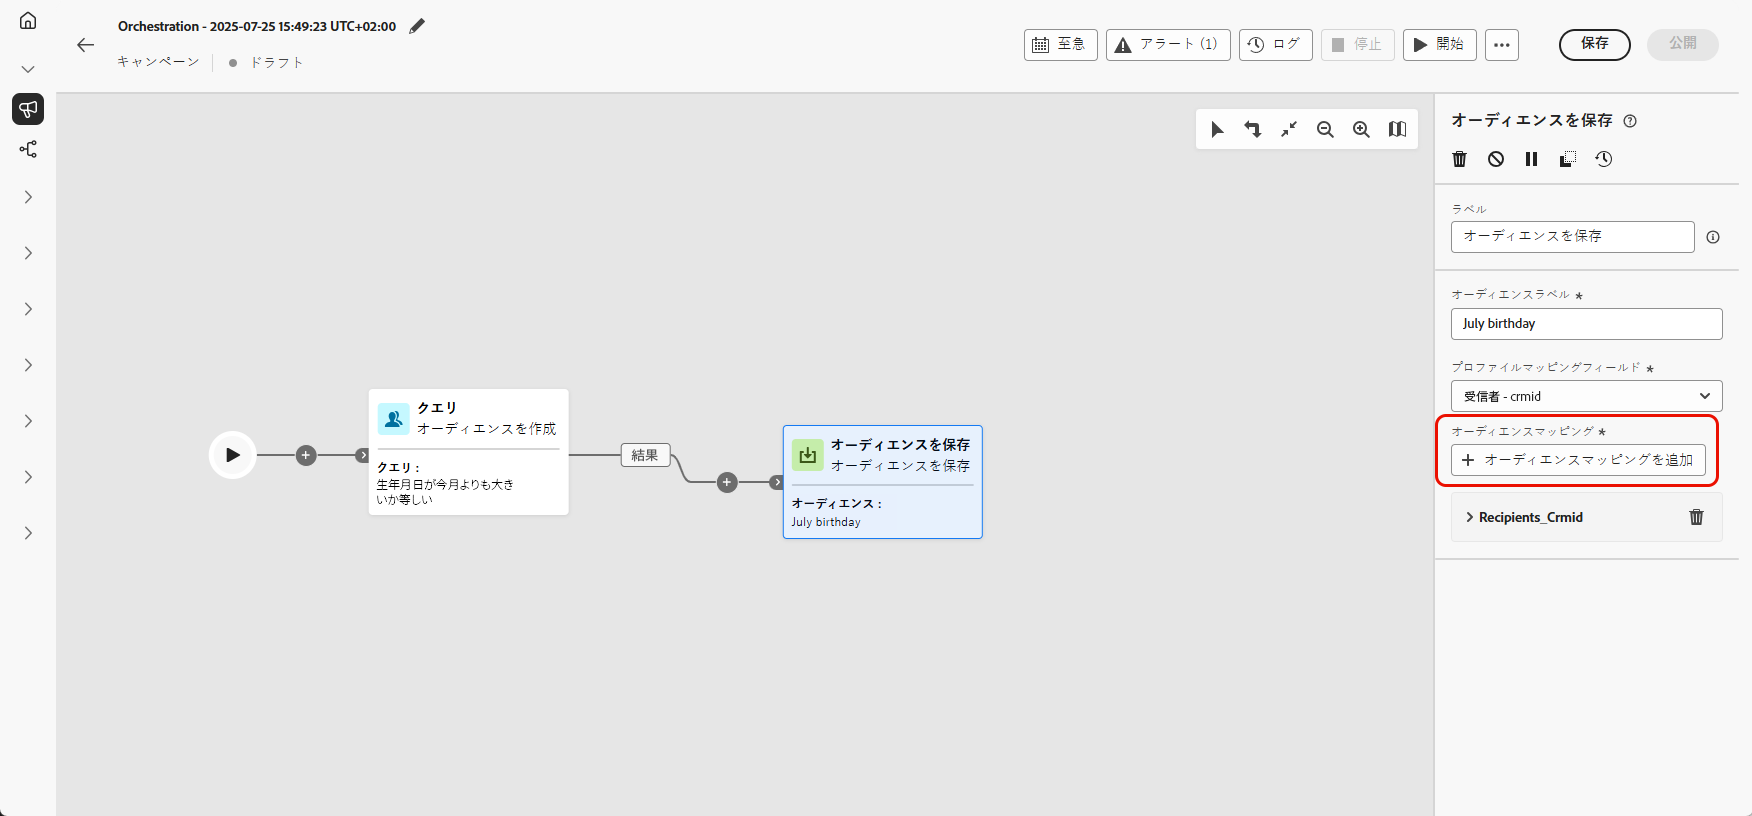 Orchestration - 2025-07-25 15:49:23 UTC+02:00
キャンペーン
ドラフト
至急
アラート (1)
ログ
停止
開始
保存
公開
クエリ
オーディエンスを作成
クエリ :
生年月日が今月よりも大き
いか等しい
結果
オーディエンスを保存
オーディエンスを保存
オーディエンス :
July birthday
オーディエンスを保存
ラベル
オーディエンスを保存
オーディエンスラベル *
July birthday
プロファイルマッピングフィールド *
受信者 - crmid
オーディエンスマッピング *
オーディエンスマッピングを追加
Recipients_Crmid